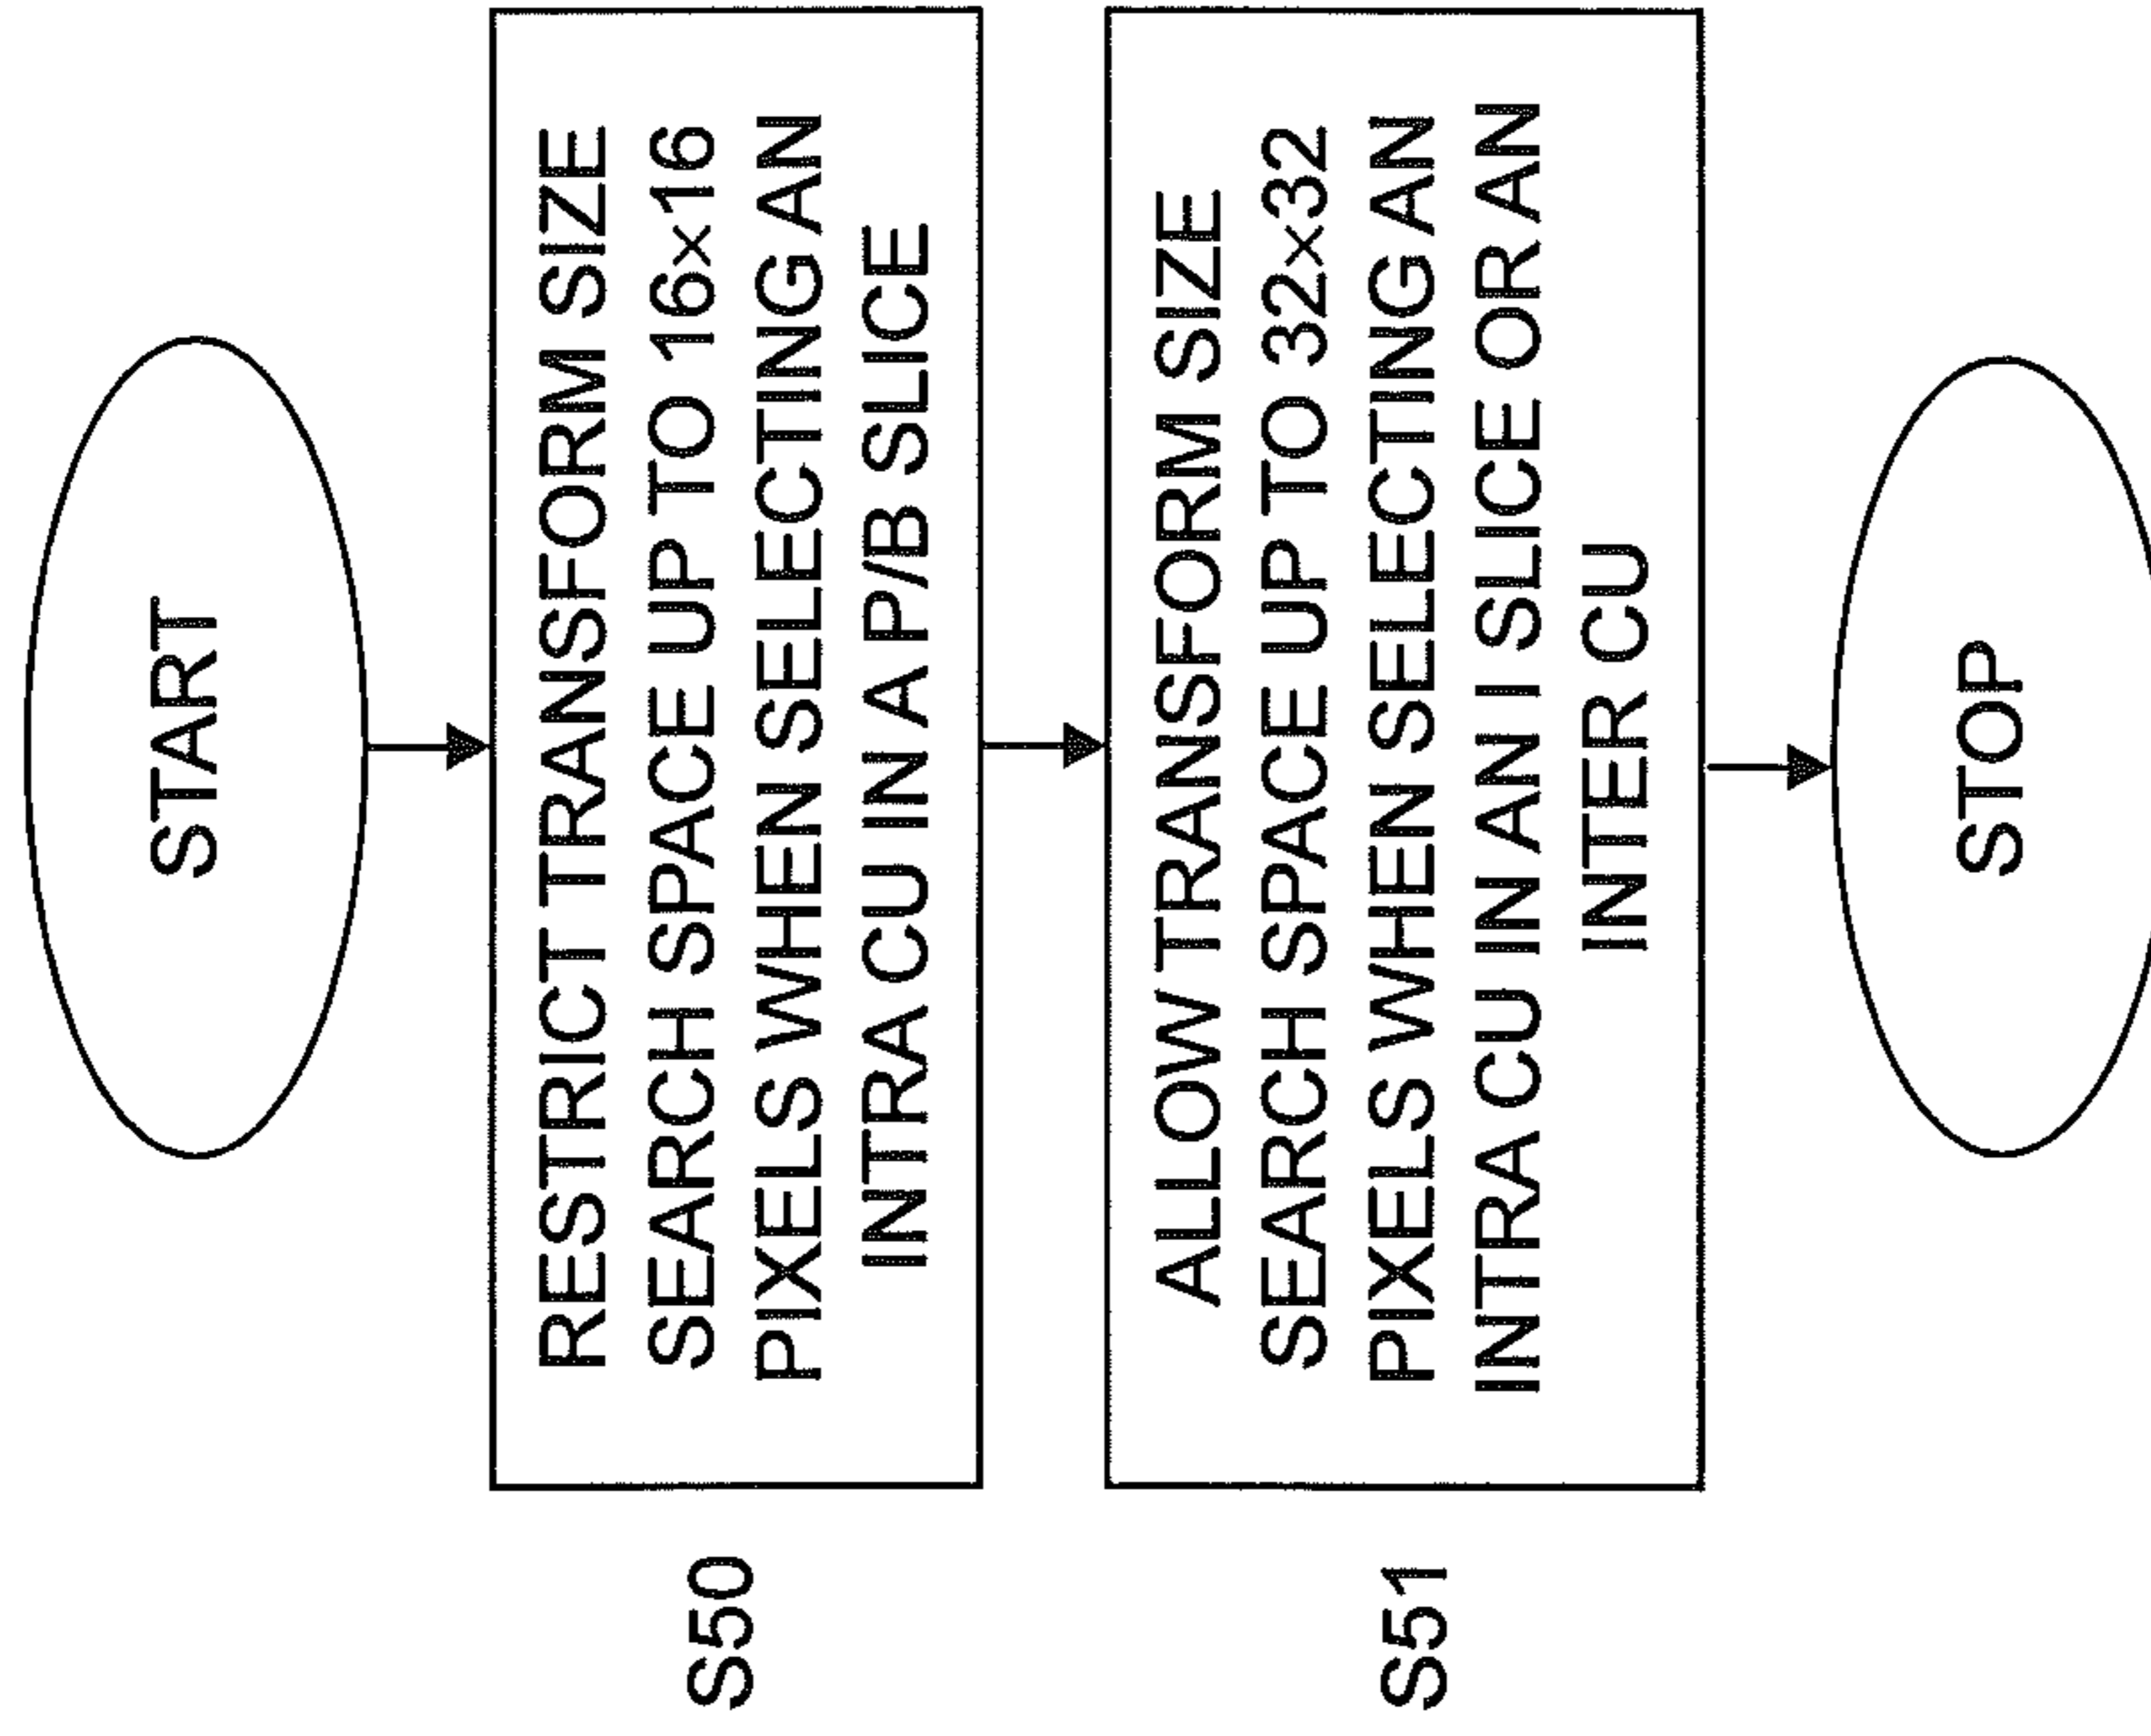 START
S50
RESTRICT TRANSFORM SIZE
SEARCH SPACE UP TO 16×16
PIXELS WHEN SELECTING AN
INTRA CU IN A P/B SLICE
S51
ALLOW TRANSFORM SIZE
SEARCH SPACE UP TO 32×32
PIXELS WHEN SELECTING AN
INTRA CU IN AN I SLICE OR AN
INTER CU
STOP